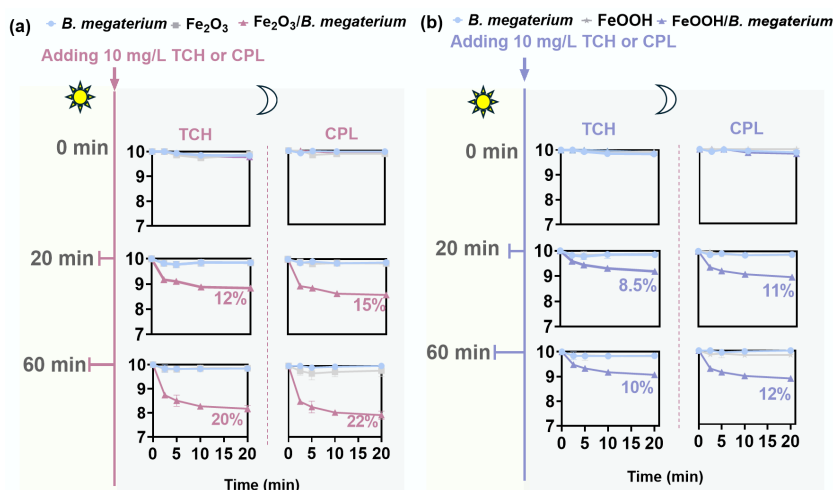 (a) B. megaterium Fe₂O₃ Fe₂O₃/B. megaterium
Adding 10 mg/L TCH or CPL
TCH CPL
0 min
10
9
8
7
20 min
10
9
8
7
12% 15%
60 min
10
9
8
7
20% 22%
0 5 10 15 20 0 5 10 15 20
Time (min)
(b) B. megaterium FeOOH FeOOH/B. megaterium
Adding 10 mg/L TCH or CPL
TCH CPL
0 min
10
9
8
7
20 min
10
9
8
7
8.5% 11%
60 min
10
9
8
7
10% 12%
0 5 10 15 20 0 5 10 15 20
Time (min)